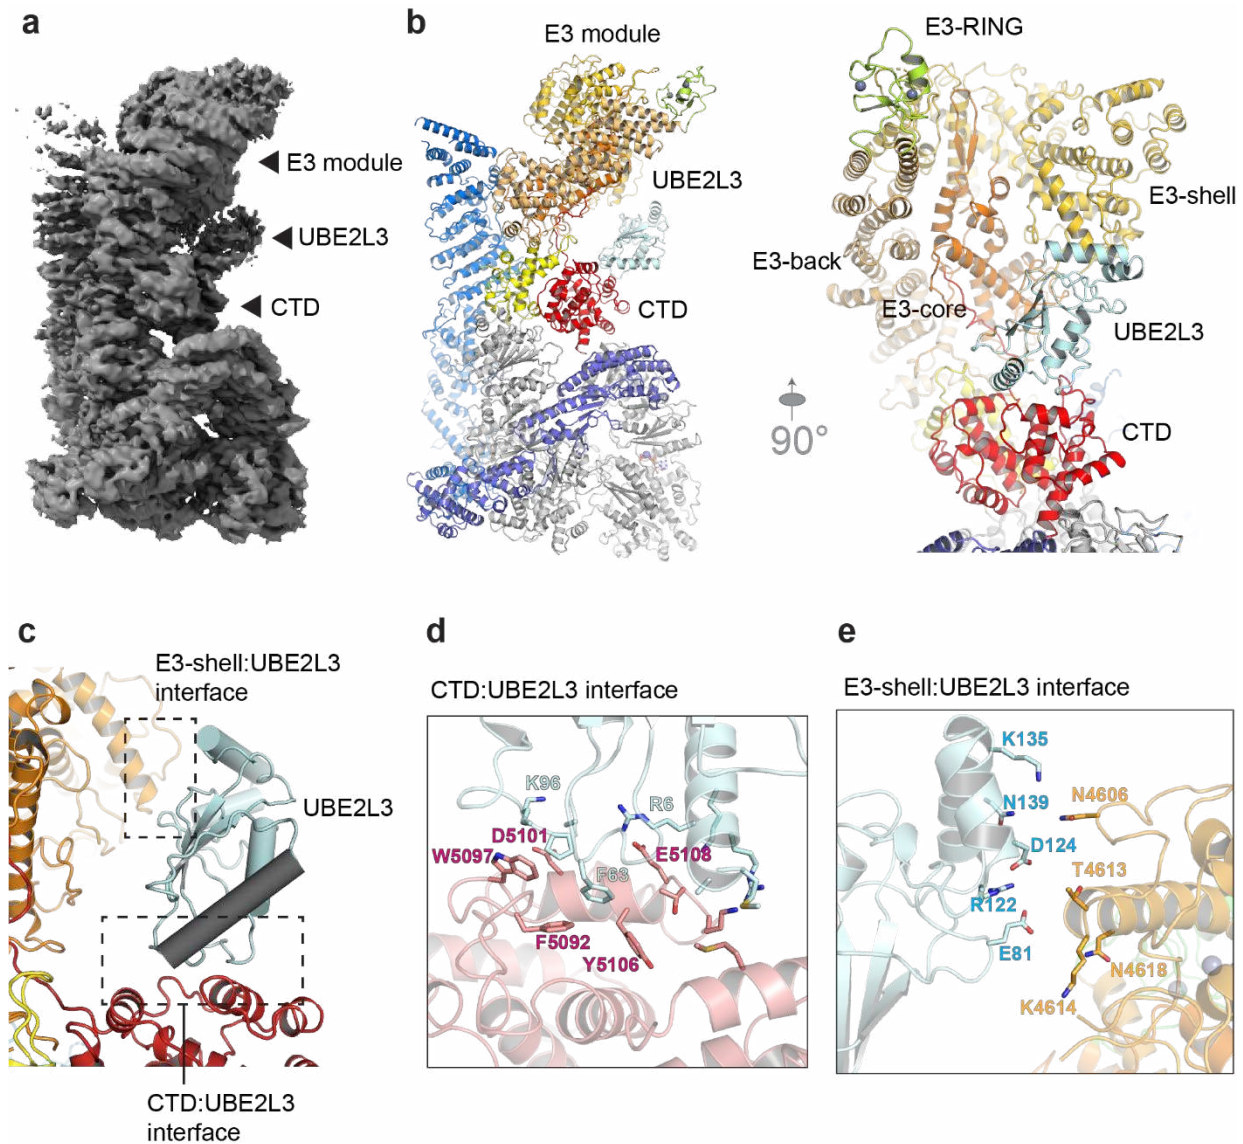 a
E3 module
UBE2L3
CTD
b
E3 module
UBE2L3
CTD
90°
E3-RING
E3-shell
E3-back
E3-core
UBE2L3
CTD
c
E3-shell:UBE2L3
interface
UBE2L3
CTD:UBE2L3
interface
d
CTD:UBE2L3 interface
K96
R6
D5101
W5097
E5108
F63
F5092
Y5106
e
E3-shell:UBE2L3 interface
K135
N139
N4606
D124
T4613
R122
E81
N4618
K4614